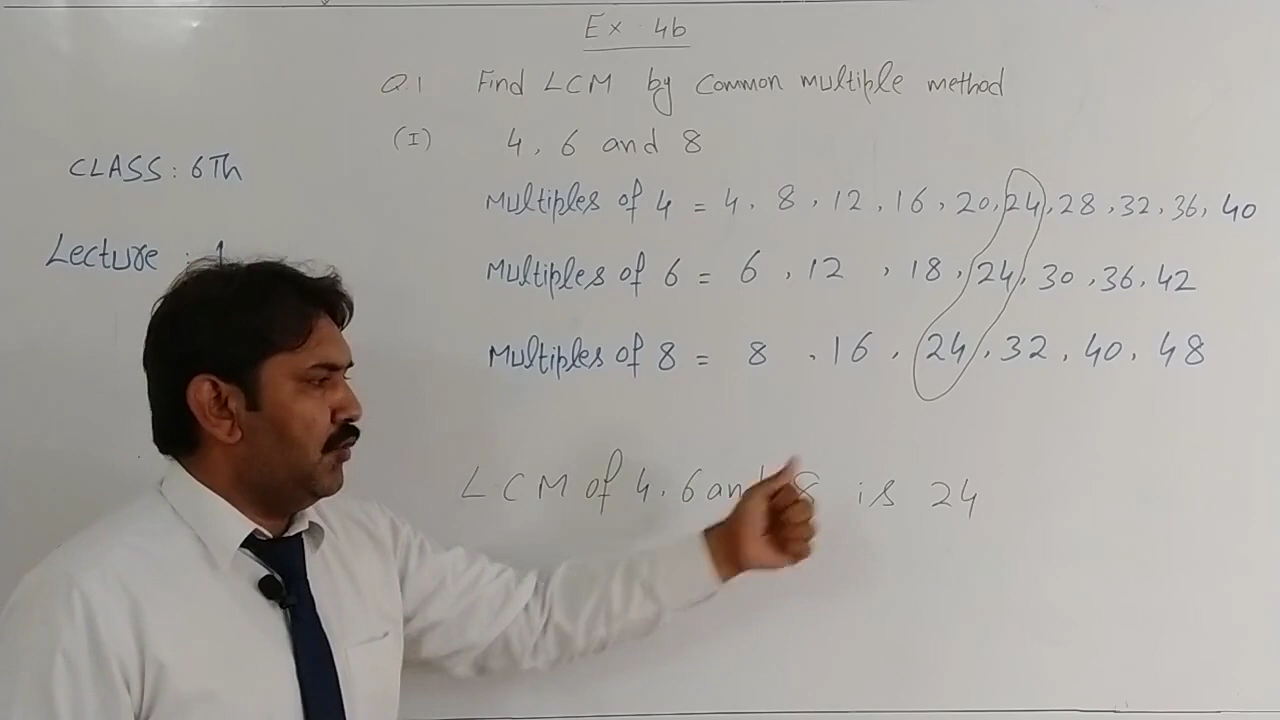 Ex 4b
Q.1 Find LCM by Common multiple method
(I) 4, 6 and 8
CLASS: 6Th
Lecture : 1
Multiples of 4 = 4, 8, 12, 16, 20, 24, 28, 32, 36, 40
Multiples of 6 = 6, 12, 18, 24, 30, 36, 42
Multiples of 8 = 8, 16, 24, 32, 40, 48
LCM of 4, 6 and 8 is 24